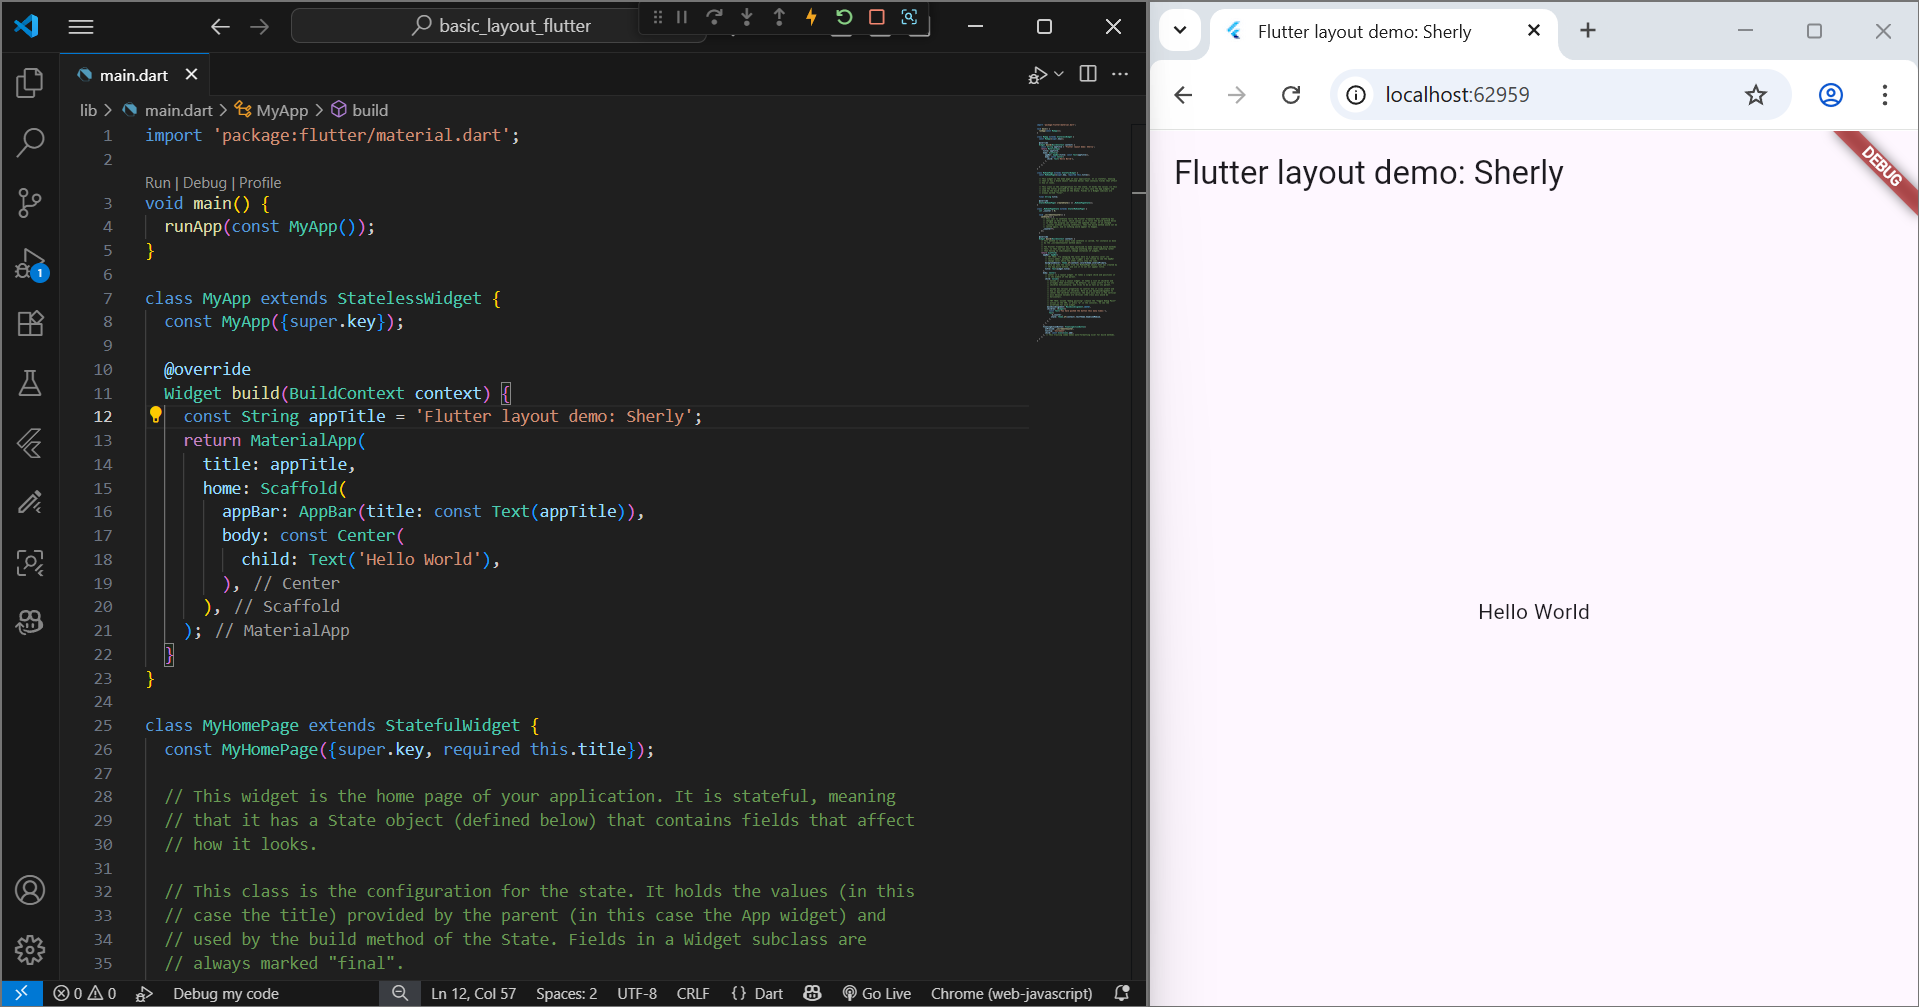 basic_layout_flutter
main.dart
lib > main.dart > MyApp > build
1 import 'package:flutter/material.dart';
2
Run | Debug | Profile
3 void main() {
4 runApp(const MyApp());
5 }
6
7 class MyApp extends StatelessWidget {
8 const MyApp({super.key});
9
10 @override
11 Widget build(BuildContext context) {
12 const String appTitle = 'Flutter layout demo: Sherly';
13 return MaterialApp(
14 title: appTitle,
15 home: Scaffold(
16 appBar: AppBar(title: const Text(appTitle)),
17 body: const Center(
18 child: Text('Hello World'),
19 ), // Center
20 ), // Scaffold
21 ); // MaterialApp
22 }
23 }
24
25 class MyHomePage extends StatefulWidget {
26 const MyHomePage({super.key, required this.title});
27
28 // This widget is the home page of your application. It is stateful, meaning
29 // that it has a State object (defined below) that contains fields that affect
30 // how it looks.
31
32 // This class is the configuration for the state. It holds the values (in this
33 // case the title) provided by the parent (in this case the App widget) and
34 // used by the build method of the State. Fields in a Widget subclass are
35 // always marked "final".
1
0 0 Debug my code Ln 12, Col 57 Spaces: 2 UTF-8 CRLF {} Dart Go Live Chrome (web-javascript)
Flutter layout demo: Sherly
localhost:62959
Flutter layout demo: Sherly
DEBUG
Hello World